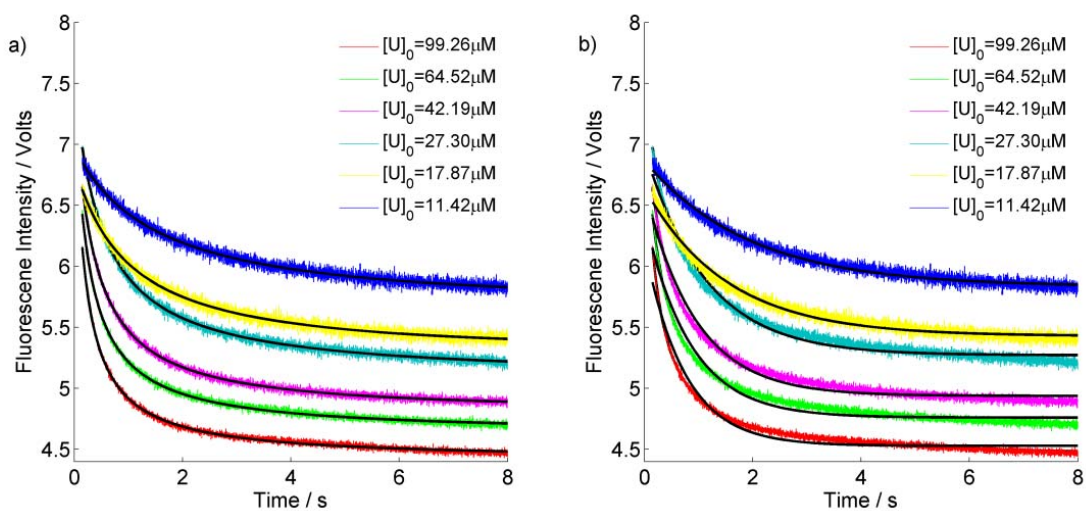 a)
8
7.5
7
6.5
6
5.5
5
4.5
Fluorescene Intensity / Volts
[U]0=99.26μM
[U]0=64.52μM
[U]0=42.19μM
[U]0=27.30μM
[U]0=17.87μM
[U]0=11.42μM
0 2 4 6 8
Time / s
b)
8
7.5
7
6.5
6
5.5
5
4.5
Fluorescene Intensity / Volts
[U]0=99.26μM
[U]0=64.52μM
[U]0=42.19μM
[U]0=27.30μM
[U]0=17.87μM
[U]0=11.42μM
0 2 4 6 8
Time / s